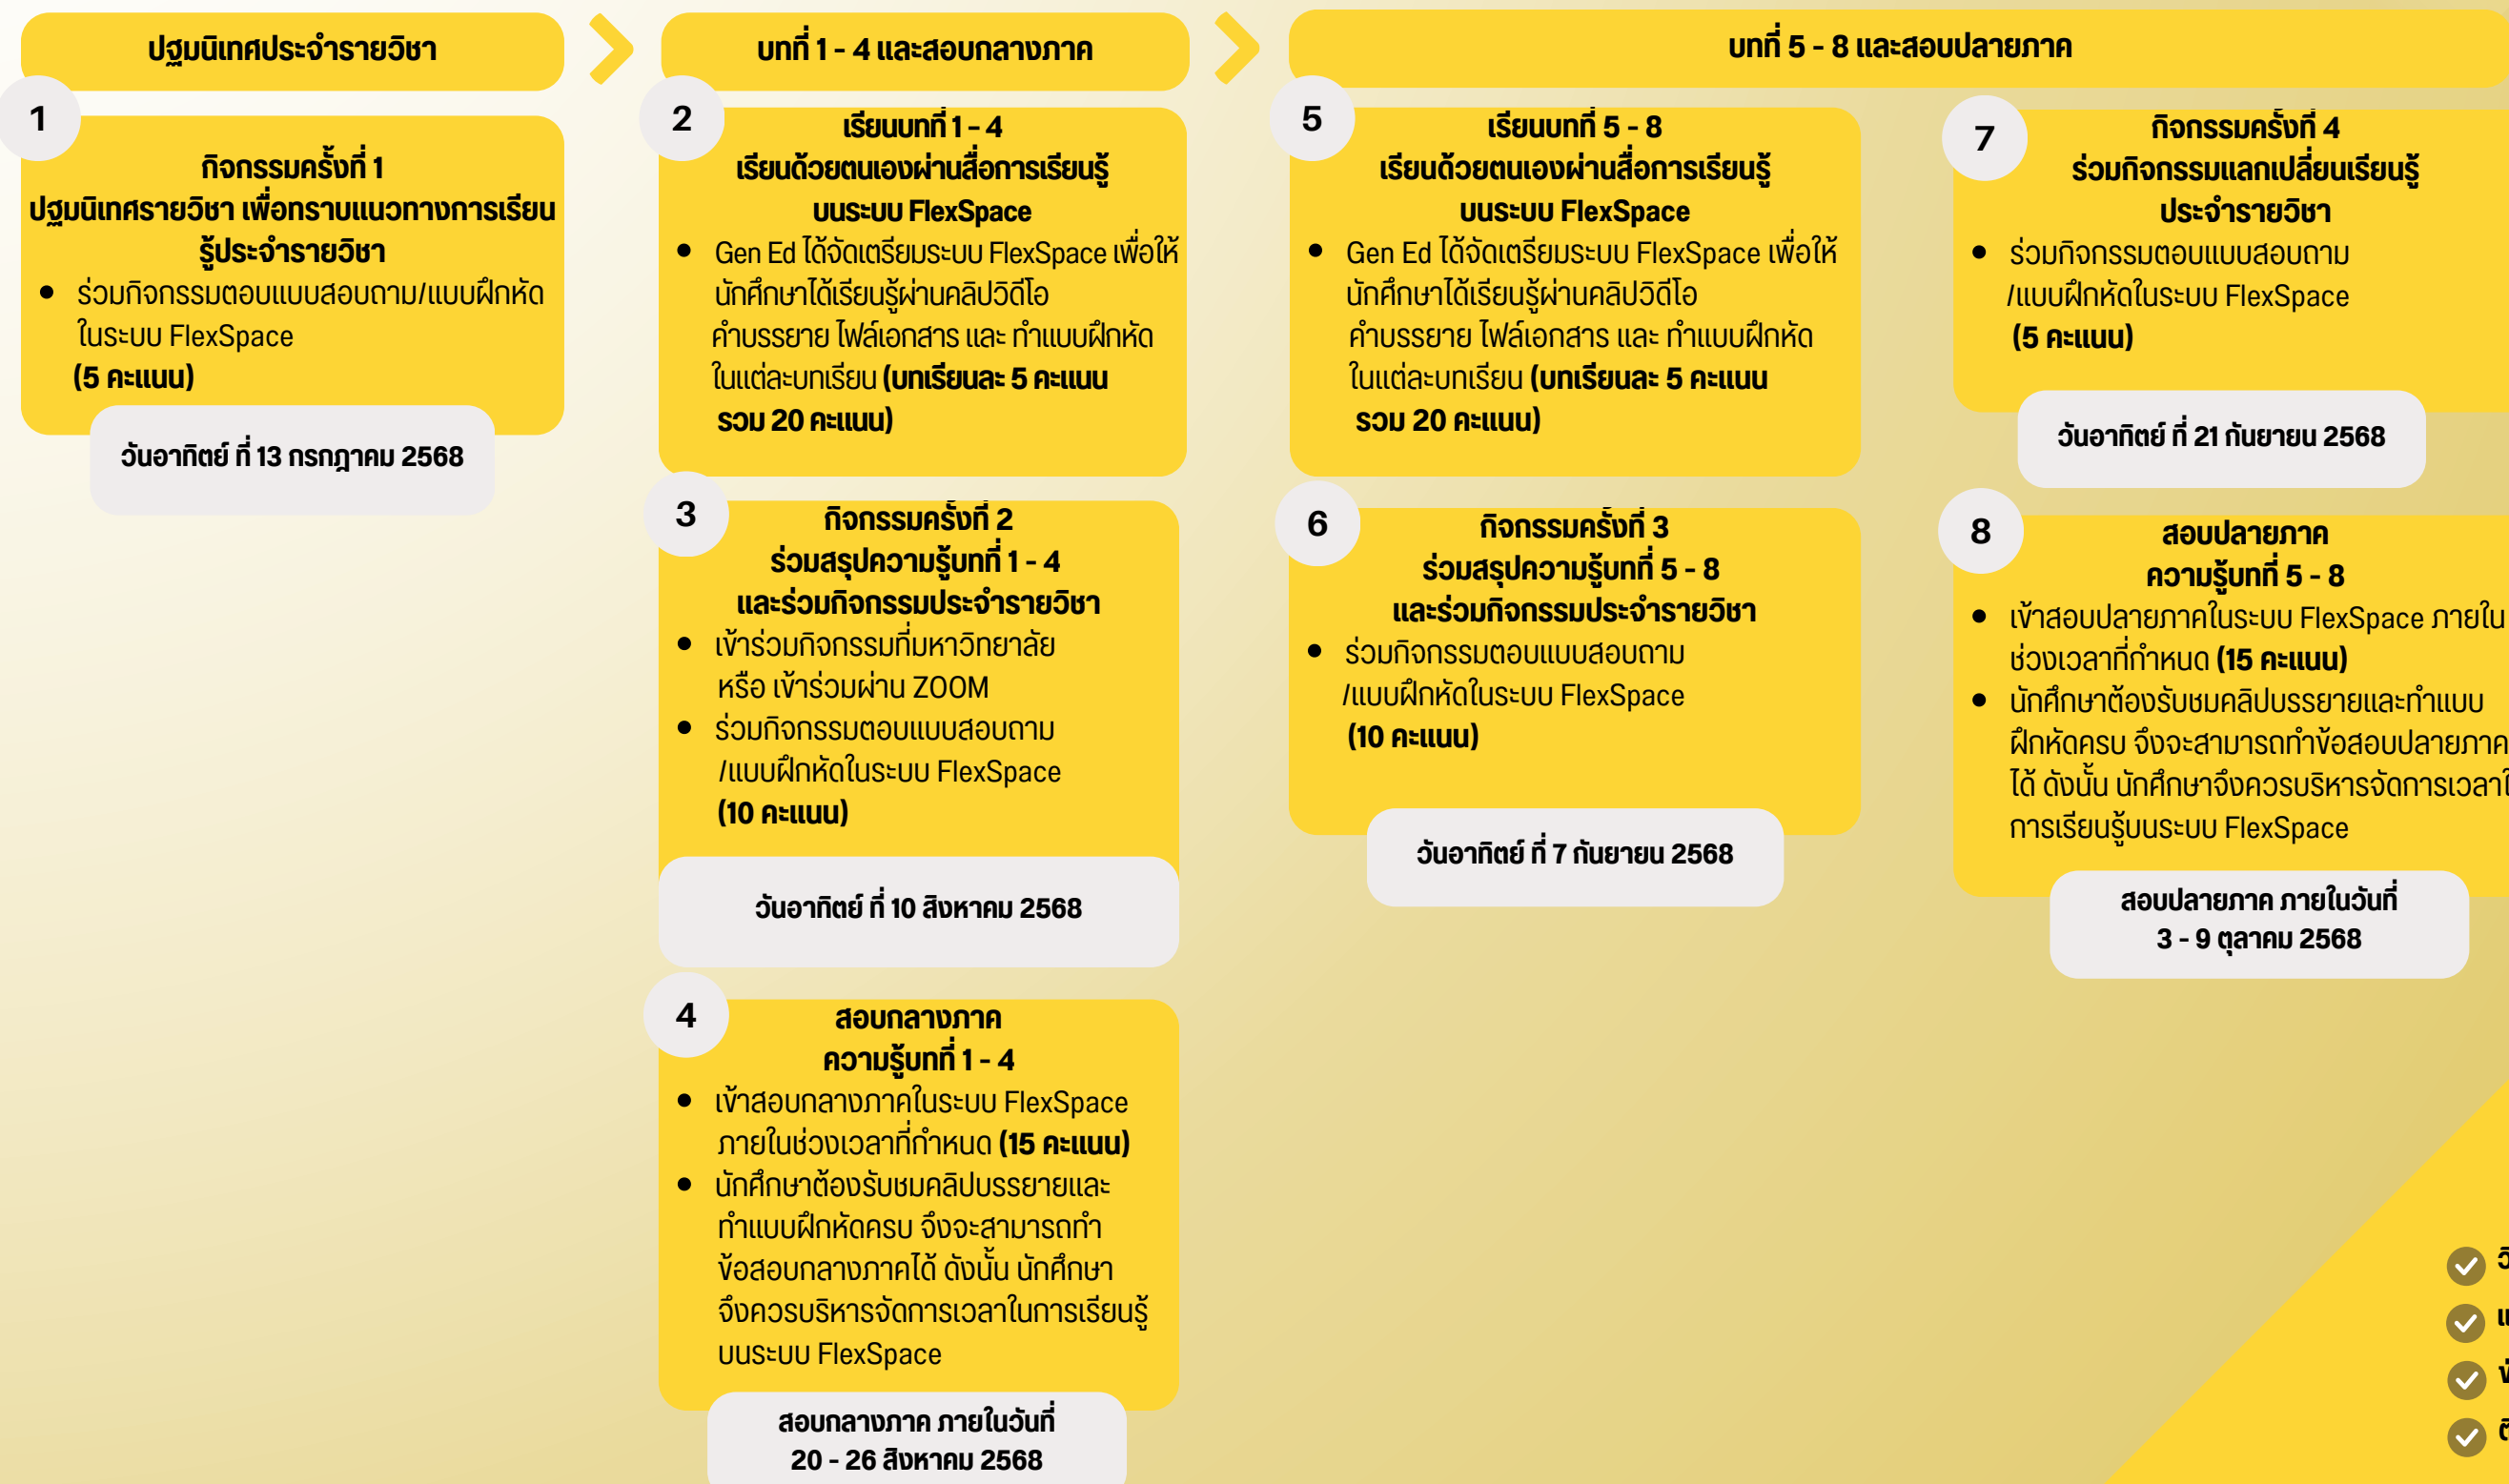 ปฐมนิเทศประจำรายวิชา
1
กิจกรรมครั้งที่ 1
ปฐมนิเทศรายวิชา เพื่อทราบแนวทางการเรียน
รู้ประจำรายวิชา
ร่วมกิจกรรมตอบแบบสอบถาม/แบบฝึกหัด
ในระบบ FlexSpace
(5 คะแนน)
วันอาทิตย์ ที่ 13 กรกฎาคม 2568
บทที่ 1 - 4 และสอบกลางภาค
2
เรียนบทที่ 1 - 4
เรียนด้วยตนเองผ่านสื่อการเรียนรู้
บนระบบ FlexSpace
Gen Ed ได้จัดเตรียมระบบ FlexSpace เพื่อให้
นักศึกษาได้เรียนรู้ผ่านคลิปวิดีโอ
คำบรรยาย ไฟล์เอกสาร และ ทำแบบฝึกหัด
ในแต่ละบทเรียน (บทเรียนละ 5 คะแนน
รวม 20 คะแนน)
3
กิจกรรมครั้งที่ 2
ร่วมสรุปความรู้บทที่ 1 - 4
และร่วมกิจกรรมประจำรายวิชา
เข้าร่วมกิจกรรมที่มหาวิทยาลัย
หรือ เข้าร่วมผ่าน ZOOM
ร่วมกิจกรรมตอบแบบสอบถาม
/แบบฝึกหัดในระบบ FlexSpace
(10 คะแนน)
วันอาทิตย์ ที่ 10 สิงหาคม 2568
4
สอบกลางภาค
ความรู้บทที่ 1 - 4
เข้าสอบกลางภาคในระบบ FlexSpace
ภายในช่วงเวลาที่กำหนด (15 คะแนน)
นักศึกษาต้องรับชมคลิปบรรยายและ
ทำแบบฝึกหัดครบ จึงจะสามารถทำ
ข้อสอบกลางภาคได้ ดังนั้น นักศึกษา
จึงควรบริหารจัดการเวลาในการเรียนรู้
บนระบบ FlexSpace
สอบกลางภาค ภายในวันที่
20 - 26 สิงหาคม 2568
บทที่ 5 - 8 และสอบปลายภาค
5
เรียนบทที่ 5 - 8
เรียนด้วยตนเองผ่านสื่อการเรียนรู้
บนระบบ FlexSpace
Gen Ed ได้จัดเตรียมระบบ FlexSpace เพื่อให้
นักศึกษาได้เรียนรู้ผ่านคลิปวิดีโอ
คำบรรยาย ไฟล์เอกสาร และ ทำแบบฝึกหัด
ในแต่ละบทเรียน (บทเรียนละ 5 คะแนน
รวม 20 คะแนน)
6
กิจกรรมครั้งที่ 3
ร่วมสรุปความรู้บทที่ 5 - 8
และร่วมกิจกรรมประจำรายวิชา
ร่วมกิจกรรมตอบแบบสอบถาม
/แบบฝึกหัดในระบบ FlexSpace
(10 คะแนน)
วันอาทิตย์ ที่ 7 กันยายน 2568
7
กิจกรรมครั้งที่ 4
ร่วมกิจกรรมแลกเปลี่ยนเรียนรู้
ประจำรายวิชา
ร่วมกิจกรรมตอบแบบสอบถาม
/แบบฝึกหัดในระบบ FlexSpace
(5 คะแนน)
วันอาทิตย์ ที่ 21 กันยายน 2568
8
สอบปลายภาค
ความรู้บทที่ 5 - 8
เข้าสอบปลายภาคในระบบ FlexSpace ภายใน
ช่วงเวลาที่กำหนด (15 คะแนน)
นักศึกษาต้องรับชมคลิปบรรยายและทำแบบ
ฝึกหัดครบ จึงจะสามารถทำข้อสอบปลายภาค
ได้ ดังนั้น นักศึกษาจึงควรบริหารจัดการเวลา
การเรียนรู้บนระบบ FlexSpace
สอบปลายภาค ภายในวันที่
3 - 9 ตุลาคม 2568